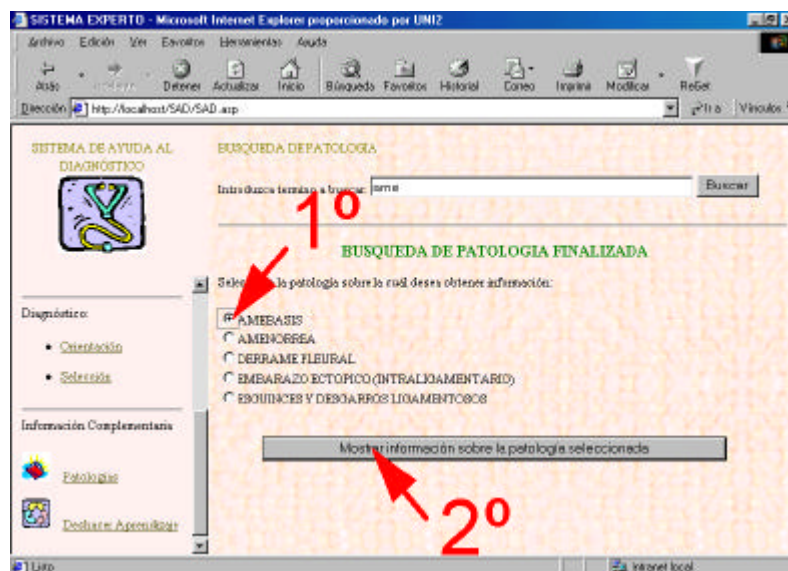 SISTEMA EXPERTO - Microsoft Internet Explorer proporcionado por UNI2
Archivo Edición Ver Favoritos Herramientas Ayuda
Atrás Detener Actualizar Inicio Búsqueda Favoritos Historial Correo Imprimir Modificar ReGet
Dirección http://localhost/SAD/SAD.asp Ir a Vínculos
SISTEMA DE AYUDA AL
DIAGNÓSTICO
BUSQUEDA DE PATOLOGIA
Introduzca termino a buscar: ame Buscar
1º
BUSQUEDA DE PATOLOGIA FINALIZADA
la patología sobre la cuál desea obtener información:
AMEBASIS
AMENORREA
DERRAME PLEURAL
EMBARAZO ECTOPICO (INTRALIGAMENTARIO)
ESGUINCES Y DESGARROS LIGAMENTOSOS
Mostrar información sobre la patología seleccionada
2º
Diagnóstico:
Orientación
Selección
Información Complementaria
Patologías
Deshacer Aprendizaje
Listo
Intranet local